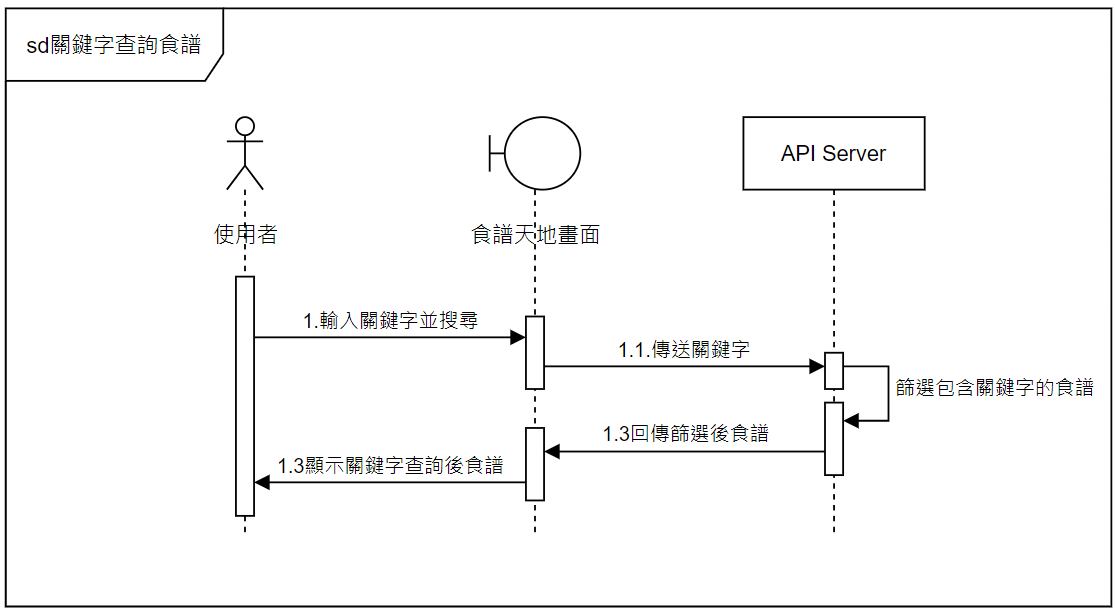 sd關鍵字查詢食譜
API Server
使用者
食譜天地畫面
1.輸入關鍵字並搜尋
1.1.傳送關鍵字
篩選包含關鍵字的食譜
1.3回傳篩選後食譜
1.3顯示關鍵字查詢後食譜